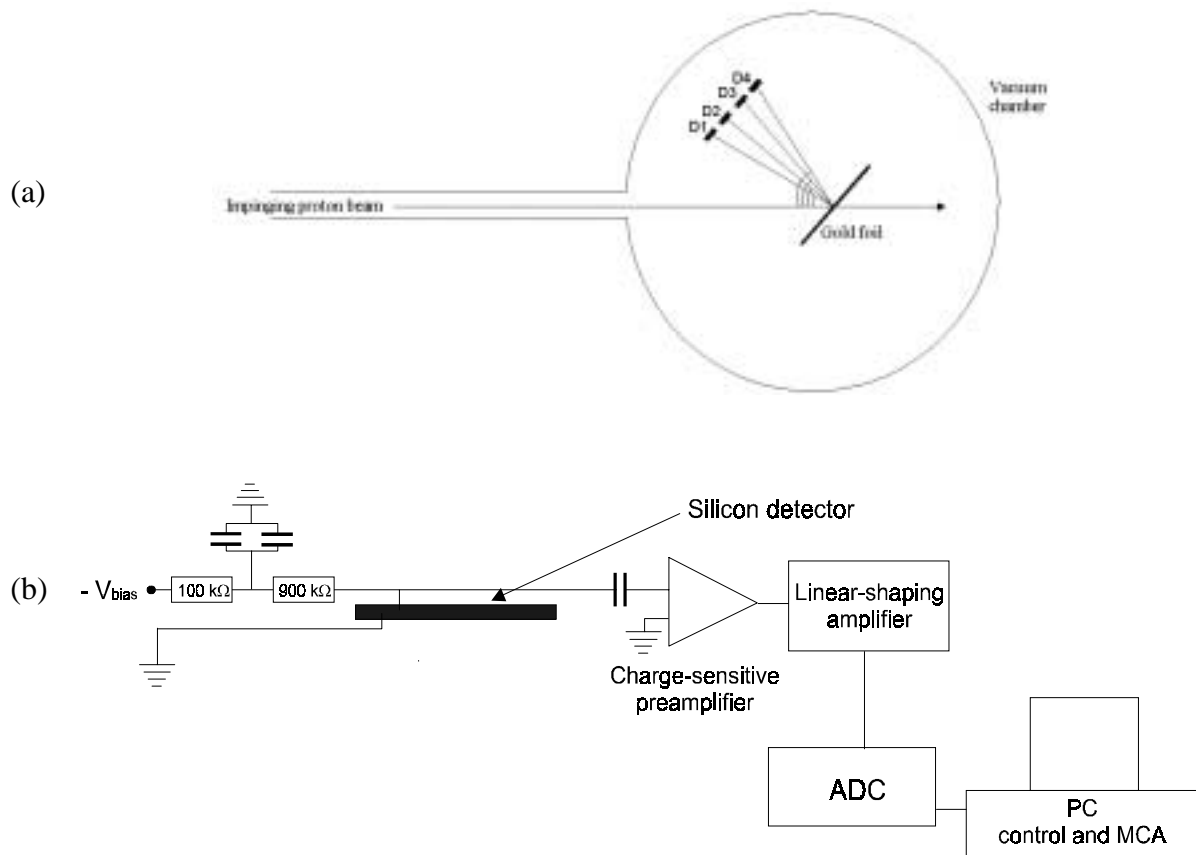 (a)
D4
D3
D2
D1
Vacuum
chamber
Impinging proton beam
Gold foil
(b)
- Vbias
100 kΩ
900 kΩ
Silicon detector
Charge-sensitive
preamplifier
Linear-shaping
amplifier
ADC
PC
control and MCA